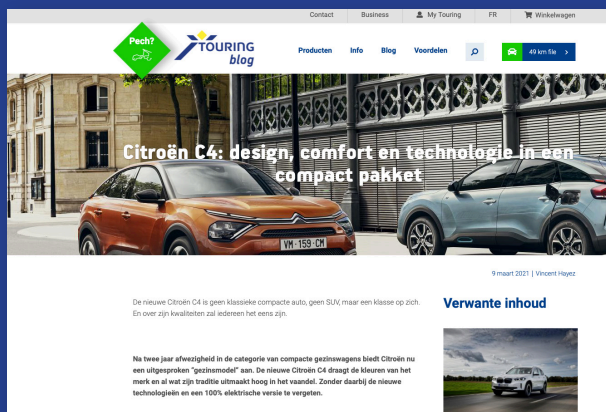 Contact Business My Touring FR Winkelwagen
Pech?
TOURING
blog
Producten Info Blog Voordelen 49 km file
Citroën C4: design, comfort en technologie in een
compact pakket
VM-159-CM
9 maart 2021 | Vincent Hayez
De nieuwe Citroën C4 is geen klassieke compacte auto, geen SUV, maar een klasse op zich.
En over zijn kwaliteiten zal iedereen het eens zijn.
Verwante inhoud
Na twee jaar afwezigheid in de categorie van compacte gezinswagens biedt Citroën nu
een uitgesproken "gezinsmodel" aan. De nieuwe Citroën C4 draagt de kleuren van het
merk en al wat zijn traditie uitmaakt hoog in het vaandel. Zonder daarbij de nieuwe
technologieën en een 100% elektrische versie te vergeten.